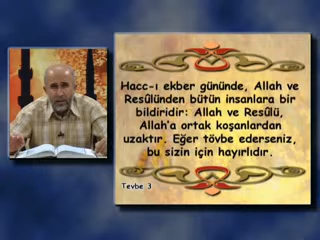 Hacc-ı ekber gününde, Allah ve
Resûlünden bütün insanlara bir
bildiridir: Allah ve Resûlü,
Allah'a ortak koşanlardan
uzaktır. Eğer tövbe ederseniz,
bu sizin için hayırlıdır.
Tevbe 3